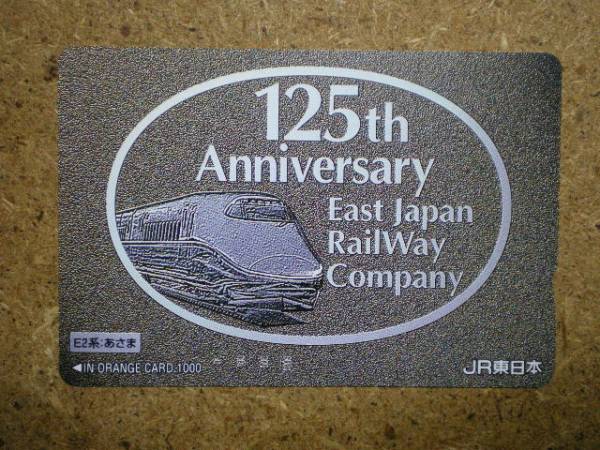 125th
Anniversary
East Japan
RailWay
Company
E2系:あさま
◀IN ORANGE CARD.1000
JR東日本